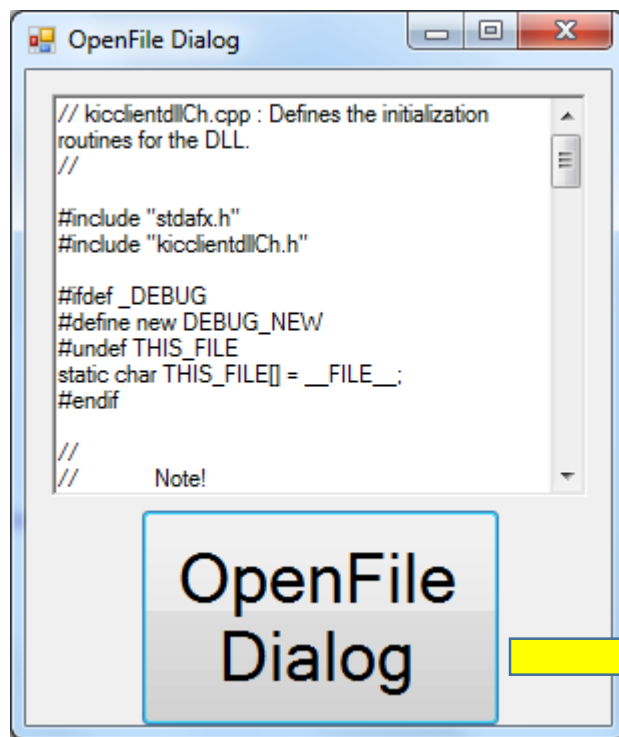 OpenFile Dialog
// kicclientdllCh.cpp : Defines the initialization
routines for the DLL.
//
#include "stdafx.h"
#include "kicclientdllCh.h"
#ifdef _DEBUG
#define new DEBUG_NEW
#undef THIS_FILE
static char THIS_FILE[] = __FILE__;
#endif
//
// Note!
OpenFile
Dialog